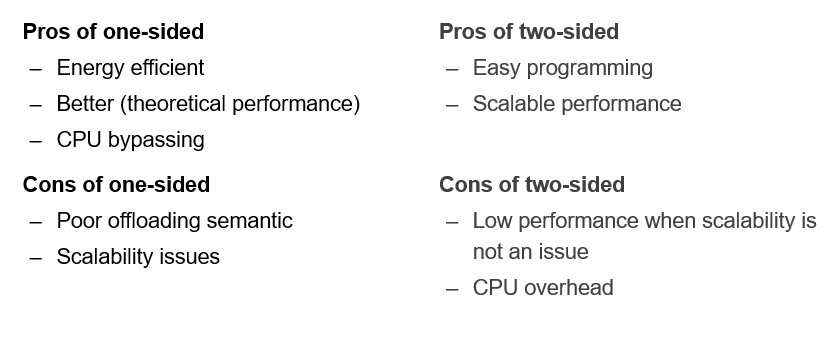 Pros of one-sided
– Energy efficient
– Better (theoretical performance)
– CPU bypassing
Cons of one-sided
– Poor offloading semantic
– Scalability issues
Pros of two-sided
– Easy programming
– Scalable performance
Cons of two-sided
– Low performance when scalability is
not an issue
– CPU overhead